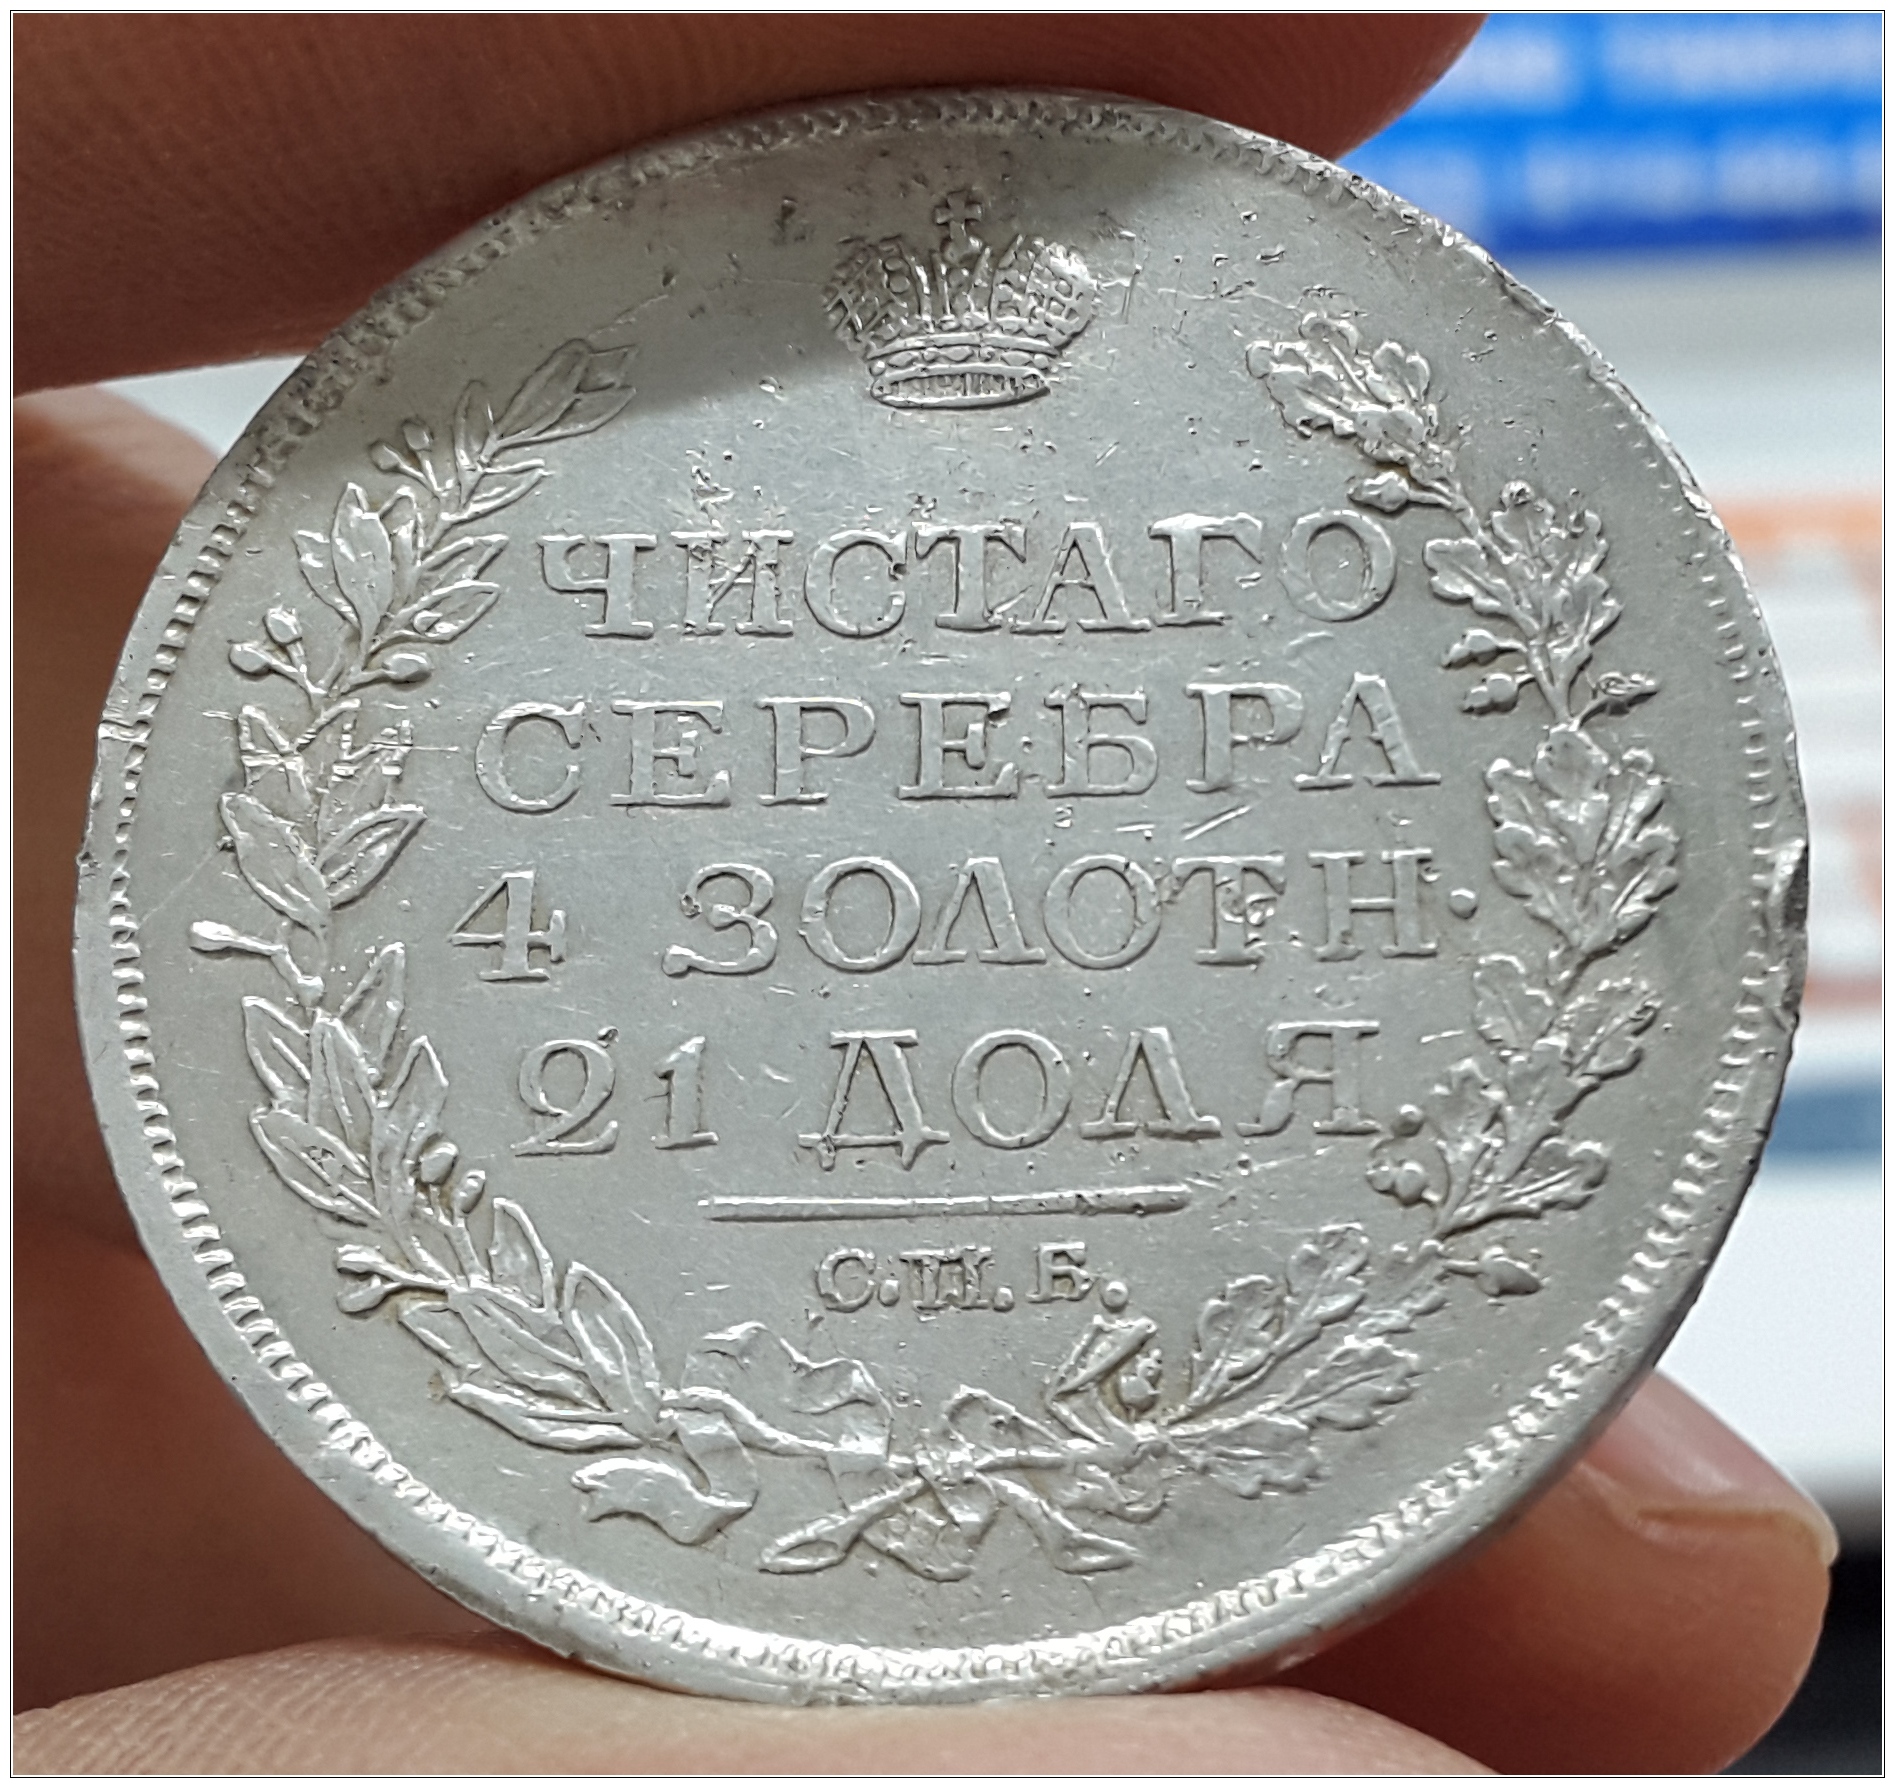 ЧИСТАГО
СЕРЕБРА
4 ЗОЛОТН.
21 ДОЛЯ.
С.П.Б.